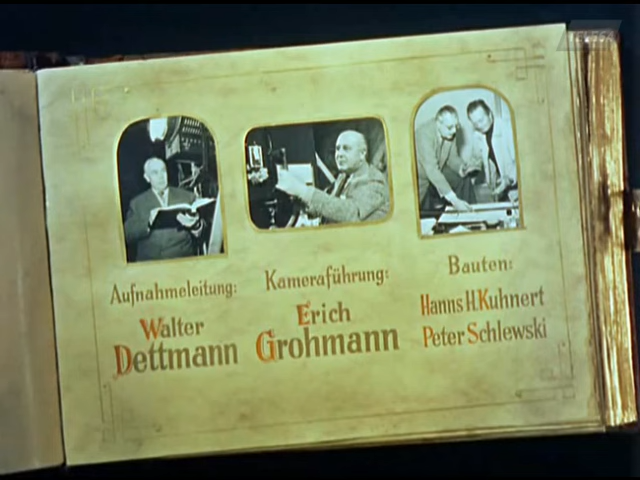 Aufnahmeleitung:
Walter
Dettmann
Kameraführung:
Erich
Grohmann
Bauten:
Hanns H. Kuhnert
Peter Schlewski